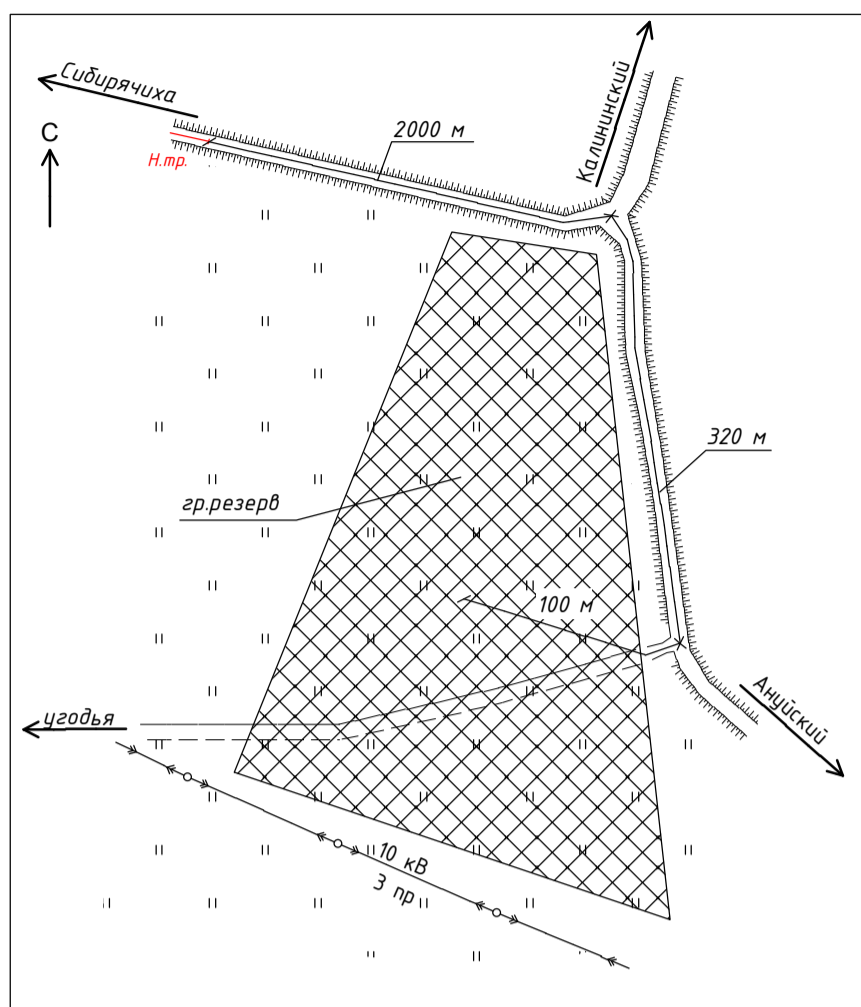 Сибирячиха
Калининский
С
Н.тр.
2000 м
320 м
гр.резерв
100 м
угодья
Ануйский
10 кВ
3 пр